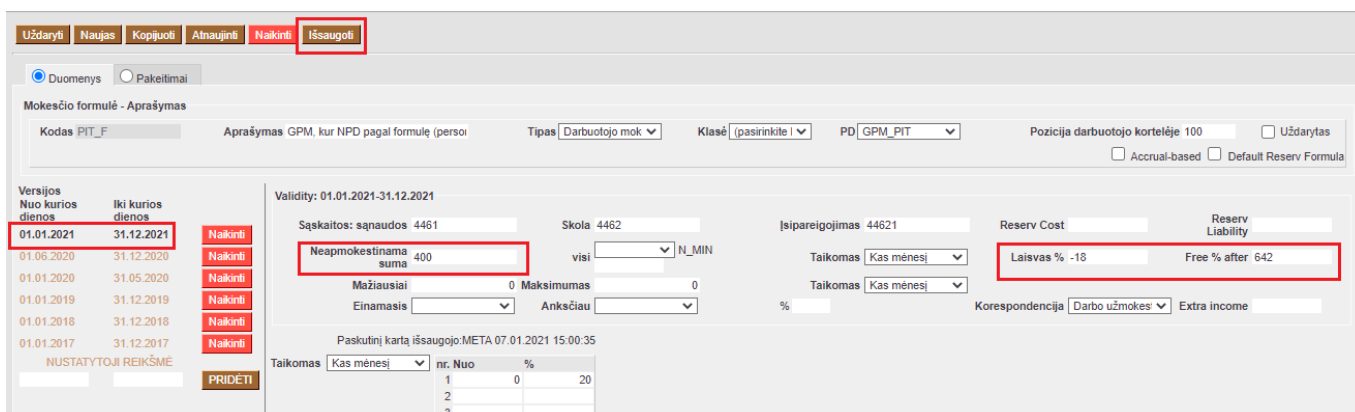 Uždaryti Naujas Kopijuoti Atnaujinti Naikinti Išsaugoti
Duomenys Pakeitimai
Mokesčio formulė - Aprašymas
Kodas PIT_F Aprašymas GPM, kur NPD pagal formulę (persor Tipas Darbuotojo mok Klasė (pasirinkite l PD GPM_PIT Pozicija darbuotojo kortelėje 100 Uždarytas
Accrual-based Default Reserv Formula
Versijos
Nuo kurios dienos Iki kurios dienos
01.01.2021 31.12.2021 Naikinti
01.06.2020 31.12.2020 Naikinti
01.01.2020 31.05.2020 Naikinti
01.01.2019 31.12.2019 Naikinti
01.01.2018 31.12.2018 Naikinti
01.01.2017 31.12.2017 Naikinti
NUSTATYTOJI REIKŠMĖ
PRIDĖTI
Validity: 01.01.2021-31.12.2021
Sąskaitos: sąnaudos 4461 Skola 4462 Įsipareigojimas 44621 Reserv Cost Reserv Liability
Neapmokestinama suma 400 visi N_MIN Taikomas Kas mėnesį Laisvas % -18 Free % after 642
Mažiausiai 0 Maksimumas 0 Taikomas Kas mėnesį
Einamasis Anksčiau % Korespondencija Darbo užmokes Extra income
Paskutinį kartą išsaugojo:META 07.01.2021 15:00:35
Taikomas Kas mėnesį nr. Nuo %
1 0 20
2
3